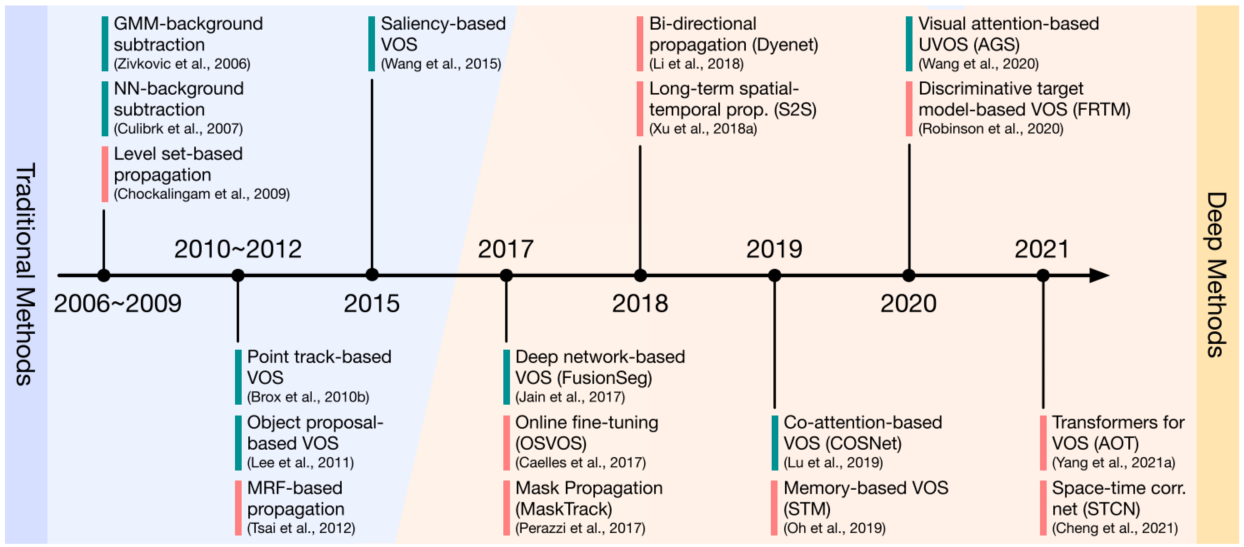 Traditional Methods
GMM-background
subtraction
(Zivkovic et al., 2006)
NN-background
subtraction
(Culibrk et al., 2007)
Level set-based
propagation
(Chockalingam et al., 2009)
Saliency-based
VOS
(Wang et al., 2015)
Bi-directional
propagation (Dyenet)
(Li et al., 2018)
Long-term spatial-
temporal prop. (S2S)
(Xu et al., 2018a)
Visual attention-based
UVOS (AGS)
(Wang et al., 2020)
Discriminative target
model-based VOS (FRTM)
(Robinson et al., 2020)
2010~2012
2017
2019
2021
2006~2009
2015
2018
2020
Point track-based
VOS
(Brox et al., 2010b)
Object proposal-
based VOS
(Lee et al., 2011)
MRF-based
propagation
(Tsai et al., 2012)
Deep network-based
VOS (FusionSeg)
(Jain et al., 2017)
Online fine-tuning
(OSVOS)
(Caelles et al., 2017)
Mask Propagation
(MaskTrack)
(Perazzi et al., 2017)
Co-attention-based
VOS (COSNet)
(Lu et al., 2019)
Memory-based VOS
(STM)
(Oh et al., 2019)
Transformers for
VOS (AOT)
(Yang et al., 2021a)
Space-time corr.
net (STCN)
(Cheng et al., 2021)
Deep Methods